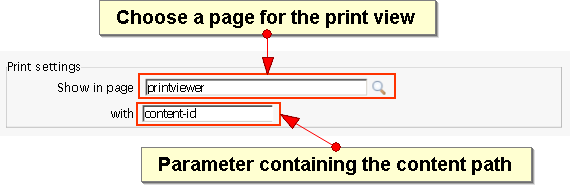 Choose a page for the print view
Print settings
Show in page printviewer
with content-id
Parameter containing the content path